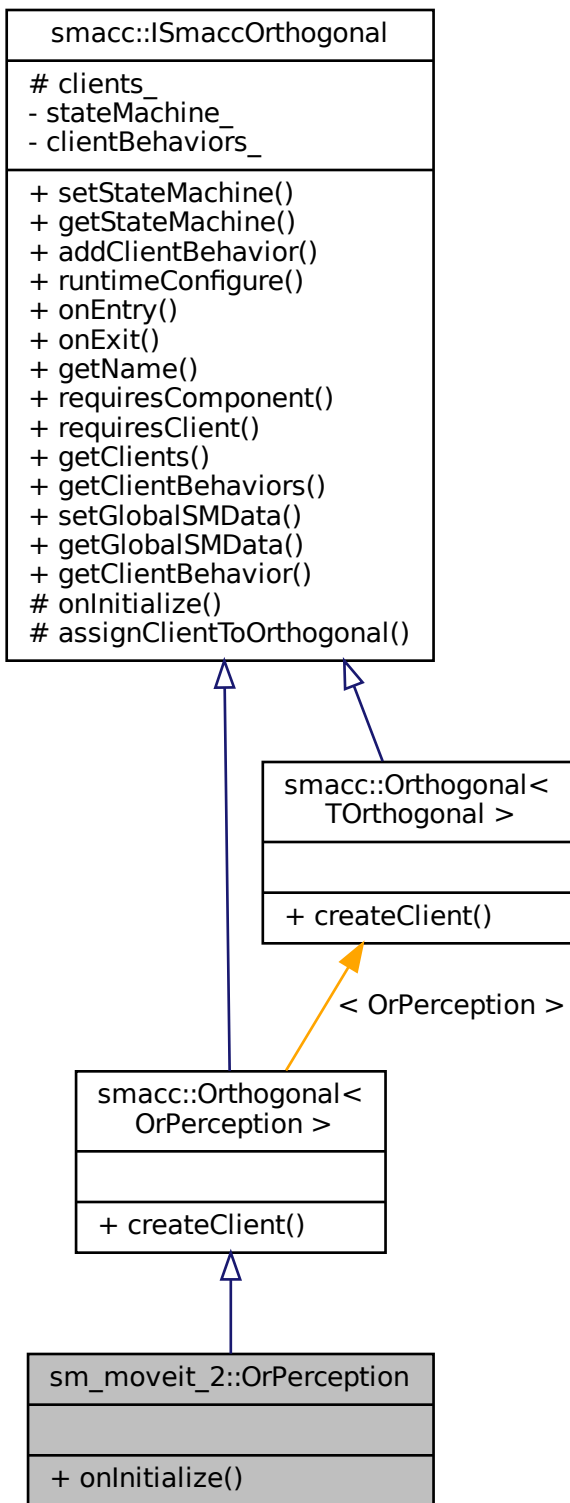 smacc::ISmaccOrthogonal
# clients_
- stateMachine_
- clientBehaviors_
+ setStateMachine()
+ getStateMachine()
+ addClientBehavior()
+ runtimeConfigure()
+ onEntry()
+ onExit()
+ getName()
+ requiresComponent()
+ requiresClient()
+ getClients()
+ getClientBehaviors()
+ setGlobalSMData()
+ getGlobalSMData()
+ getClientBehavior()
# onInitialize()
# assignClientToOrthogonal()
smacc::Orthogonal<
TOrthogonal >
+ createClient()
< OrPerception >
smacc::Orthogonal<
OrPerception >
+ createClient()
sm_moveit_2::OrPerception
+ onInitialize()